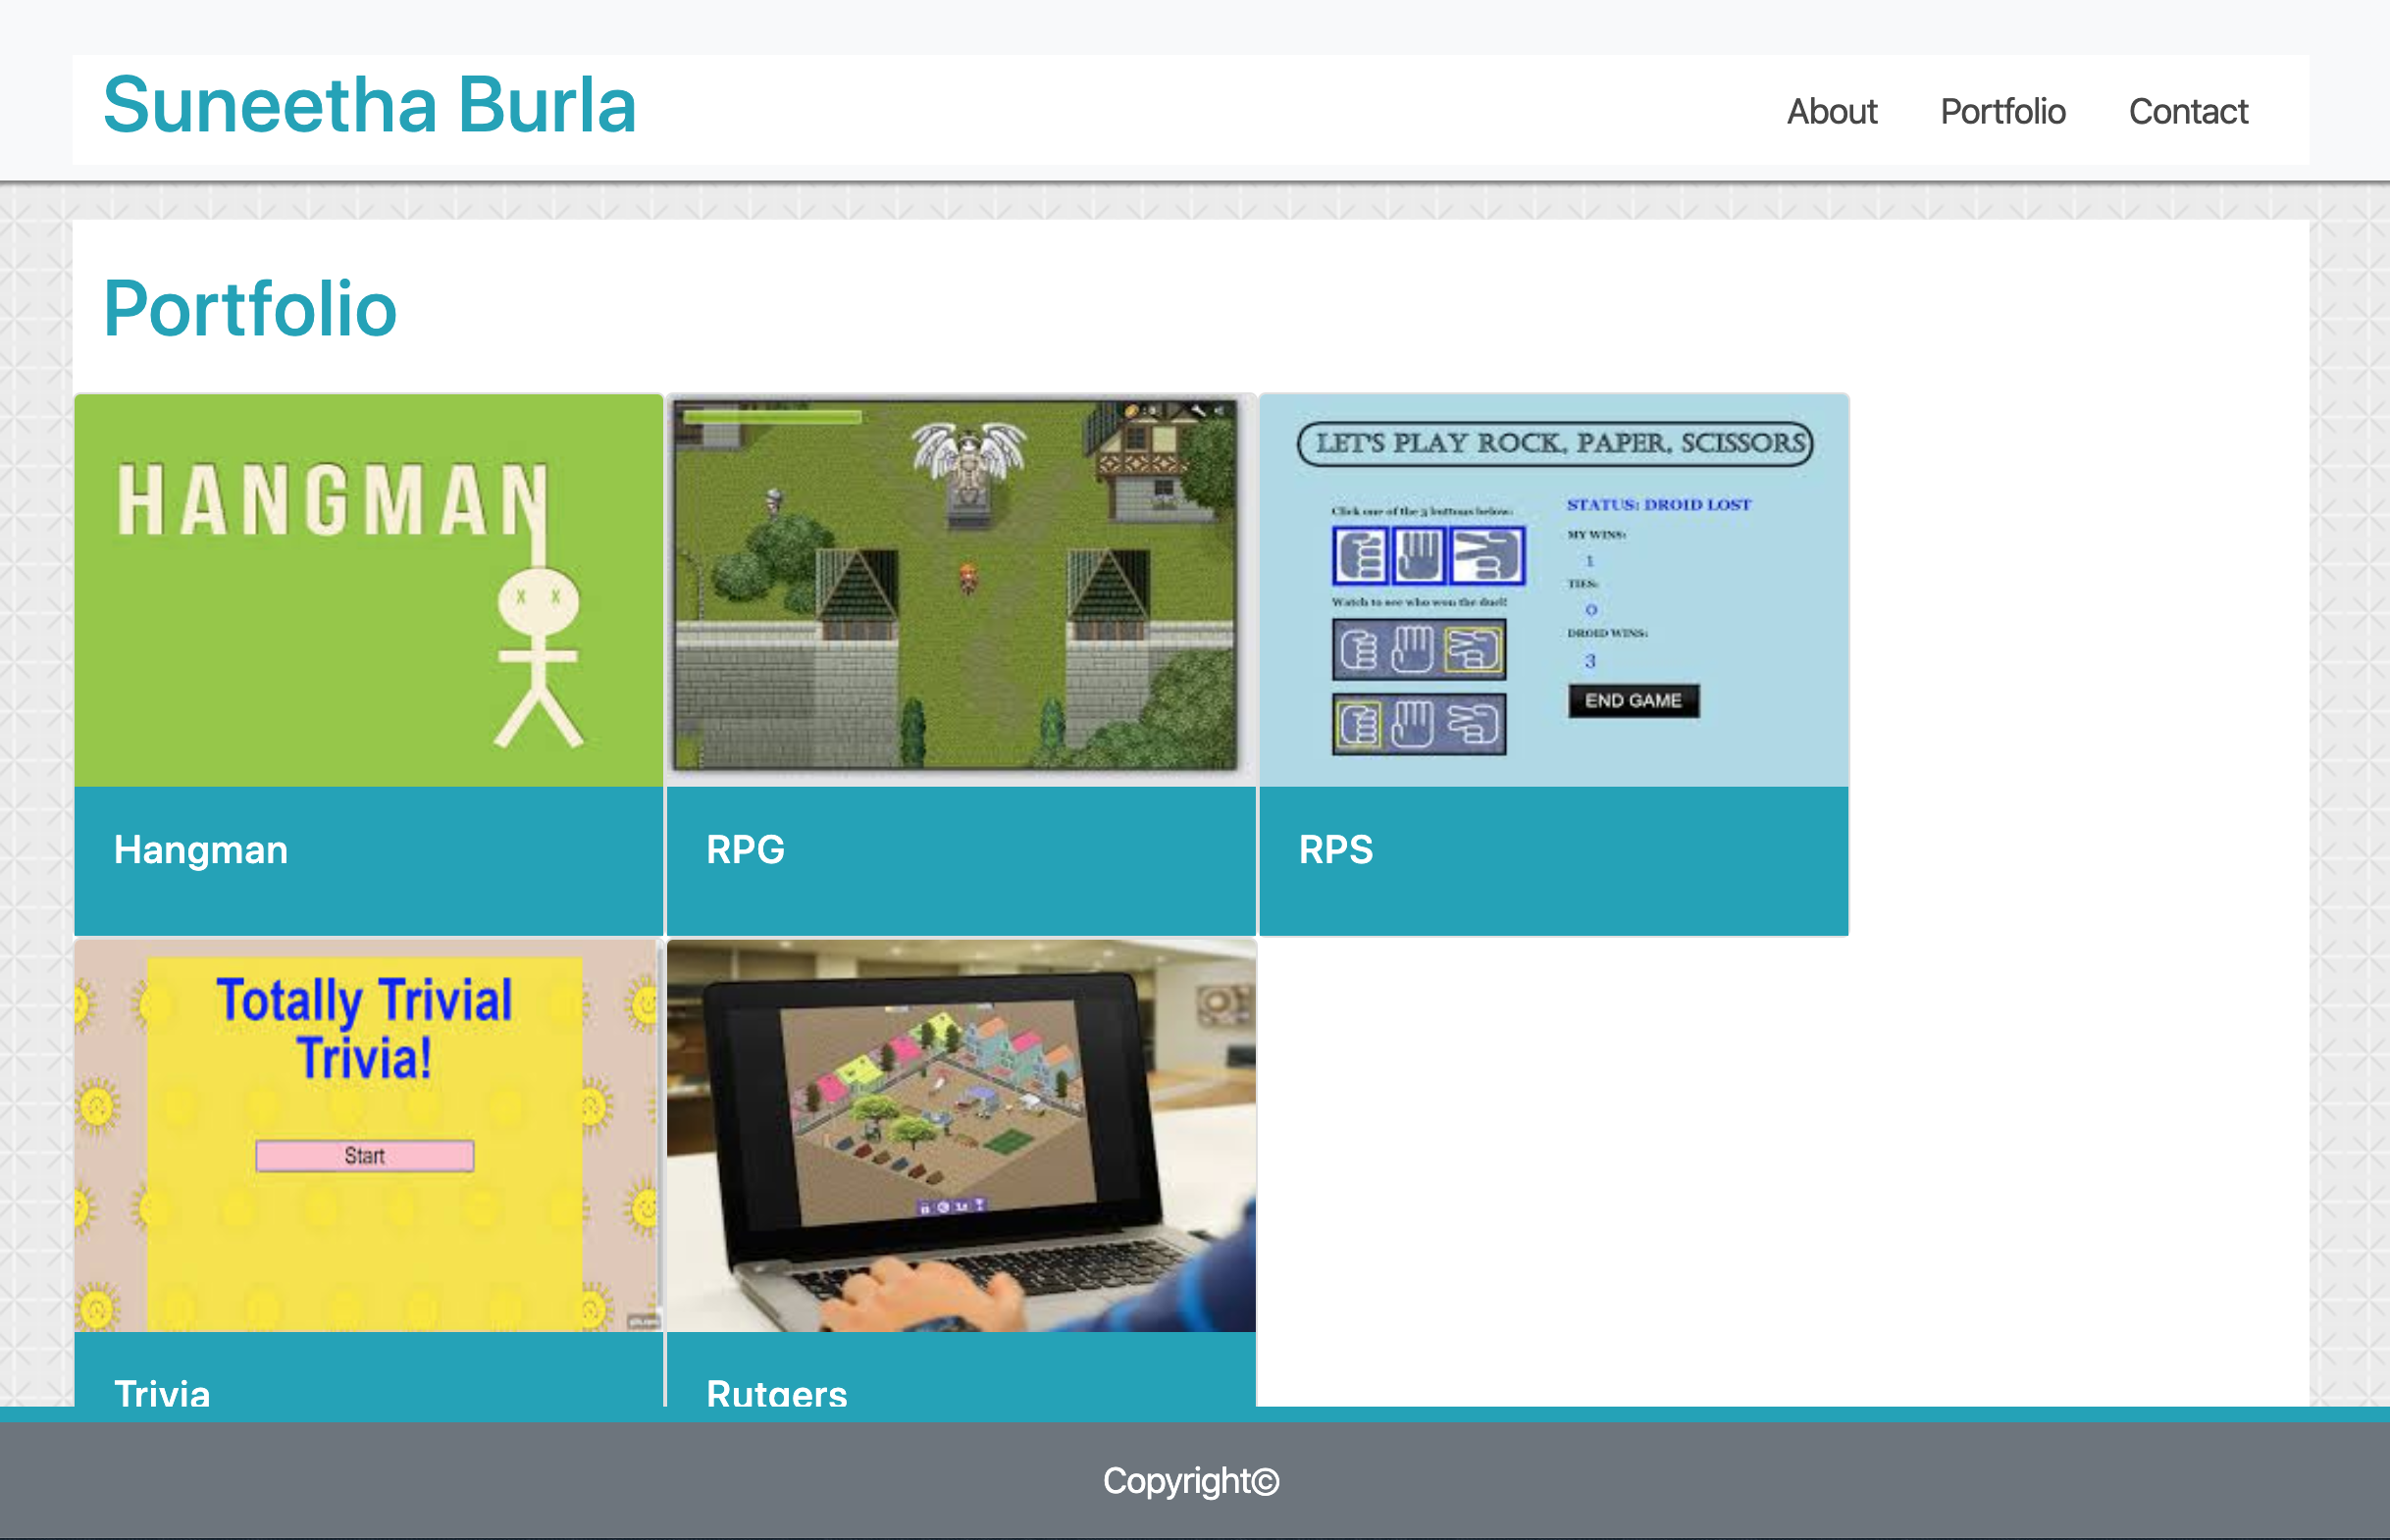 Suneetha Burla
About Portfolio Contact
Portfolio
HANGMAN
LET'S PLAY ROCK, PAPER, SCISSORS
Click one of the 3 buttons below:
STATUS: DROID LOST
MY WINS:
1
TIES:
0
Watch to see who won the duel!
DROID WINS:
3
END GAME
Hangman
RPG
RPS
Totally Trivial
Trivia!
Start
Trivia
Rutgers
Copyright©